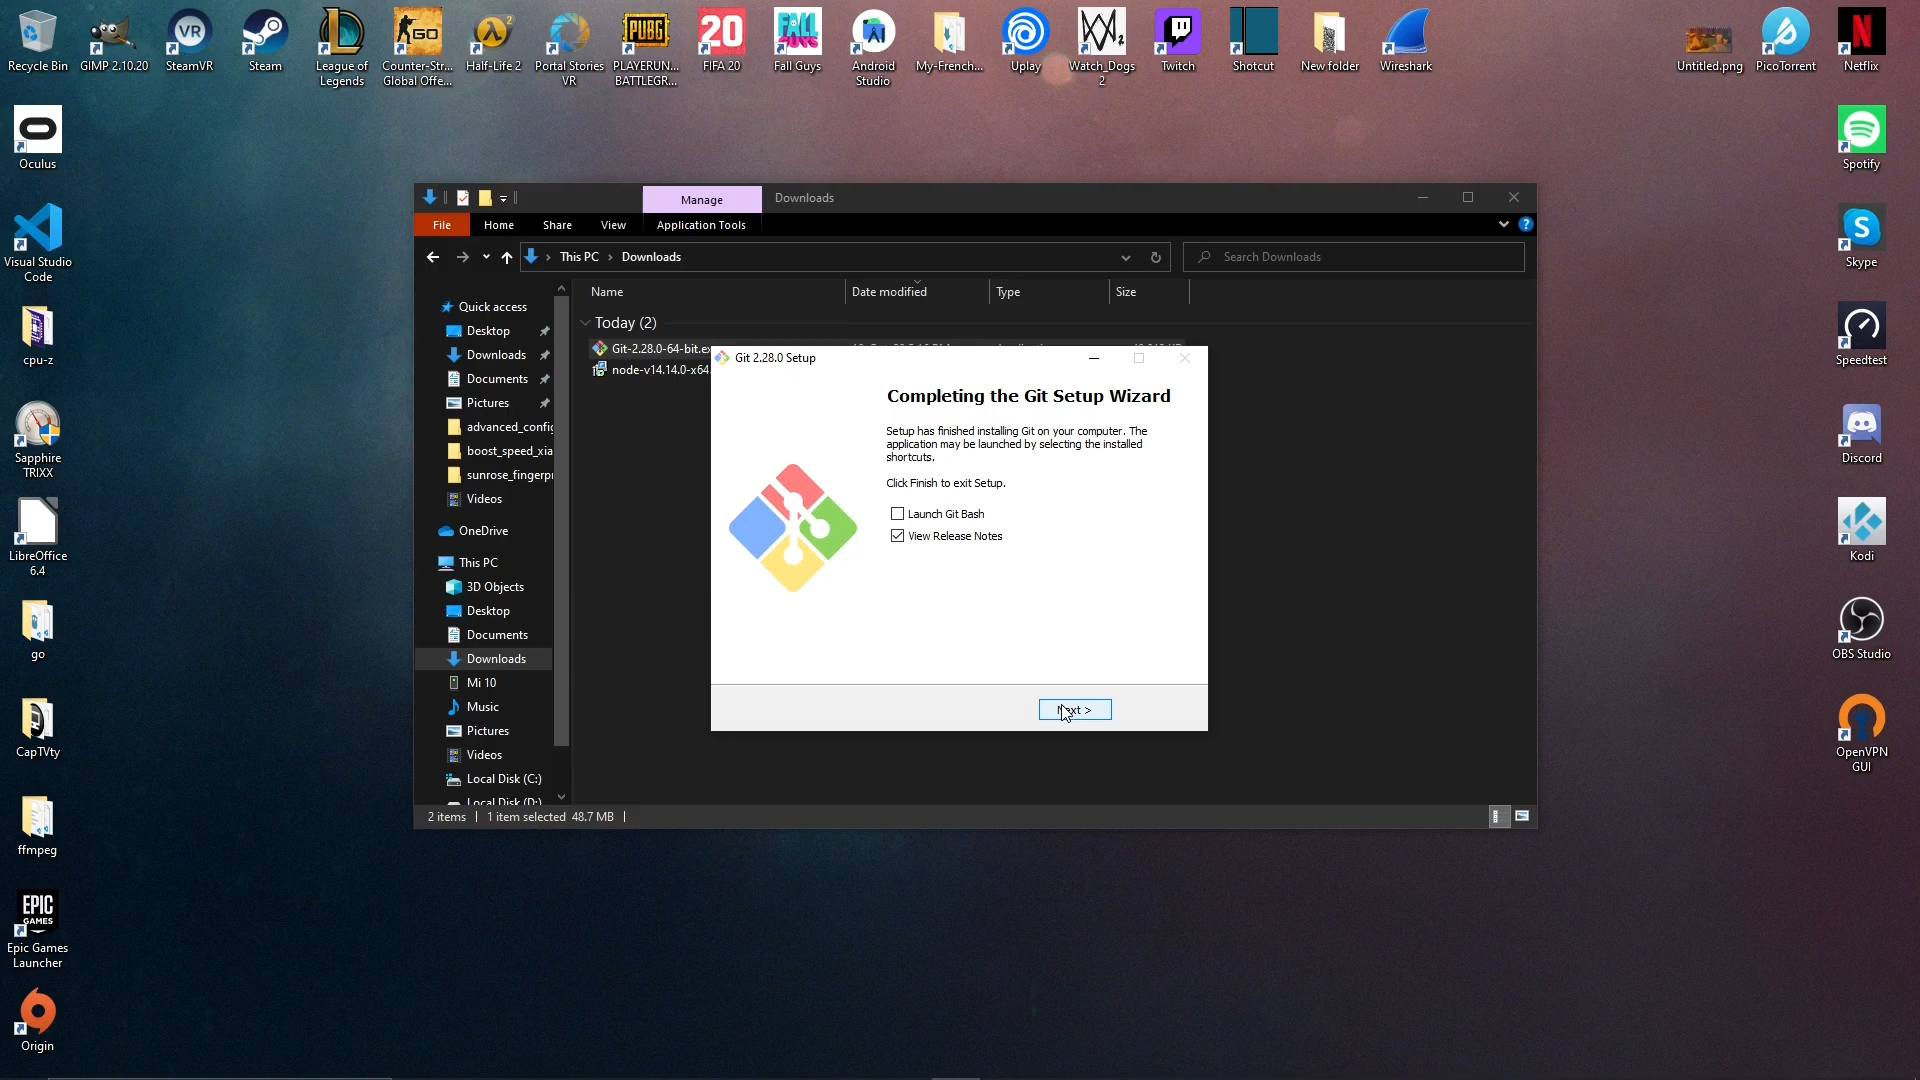 Recycle Bin
GIMP 2.10.20
SteamVR
Steam
League of
Legends
Counter-Str...
Global Offe...
Half-Life 2
Portal Stories
VR
PLAYERUN...
BATTLEGR...
FIFA 20
Fall Guys
Android
Studio
My-French...
Uplay
Watch_Dogs
2
Twitch
Shotcut
New folder
Wireshark
Untitled.png
PicoTorrent
Netflix
Oculus
Visual Studio
Code
cpu-z
Sapphire
TRIXX
LibreOffice
6.4
go
CapTVty
ffmpeg
EPIC
GAMES
Epic Games
Launcher
Origin
Spotify
Skype
Speedtest
Discord
Kodi
OBS Studio
OpenVPN
GUI
Manage
Downloads
File
Home
Share
View
Application Tools
This PC > Downloads
Search Downloads
Name
Date modified
Type
Size
Quick access
Desktop
Downloads
Documents
Pictures
advanced_config
boost_speed_xia
sunrose_fingerpr
Videos
OneDrive
This PC
3D Objects
Desktop
Documents
Downloads
Mi 10
Music
Pictures
Videos
Local Disk (C:)
Local Disk (D:)
Today (2)
Git-2.28.0-64-bit.ex
node-v14.14.0-x64.
2 items
1 item selected 48.7 MB
Git 2.28.0 Setup
Completing the Git Setup Wizard
Setup has finished installing Git on your computer. The
application may be launched by selecting the installed
shortcuts.
Click Finish to exit Setup.
Launch Git Bash
View Release Notes
Next >